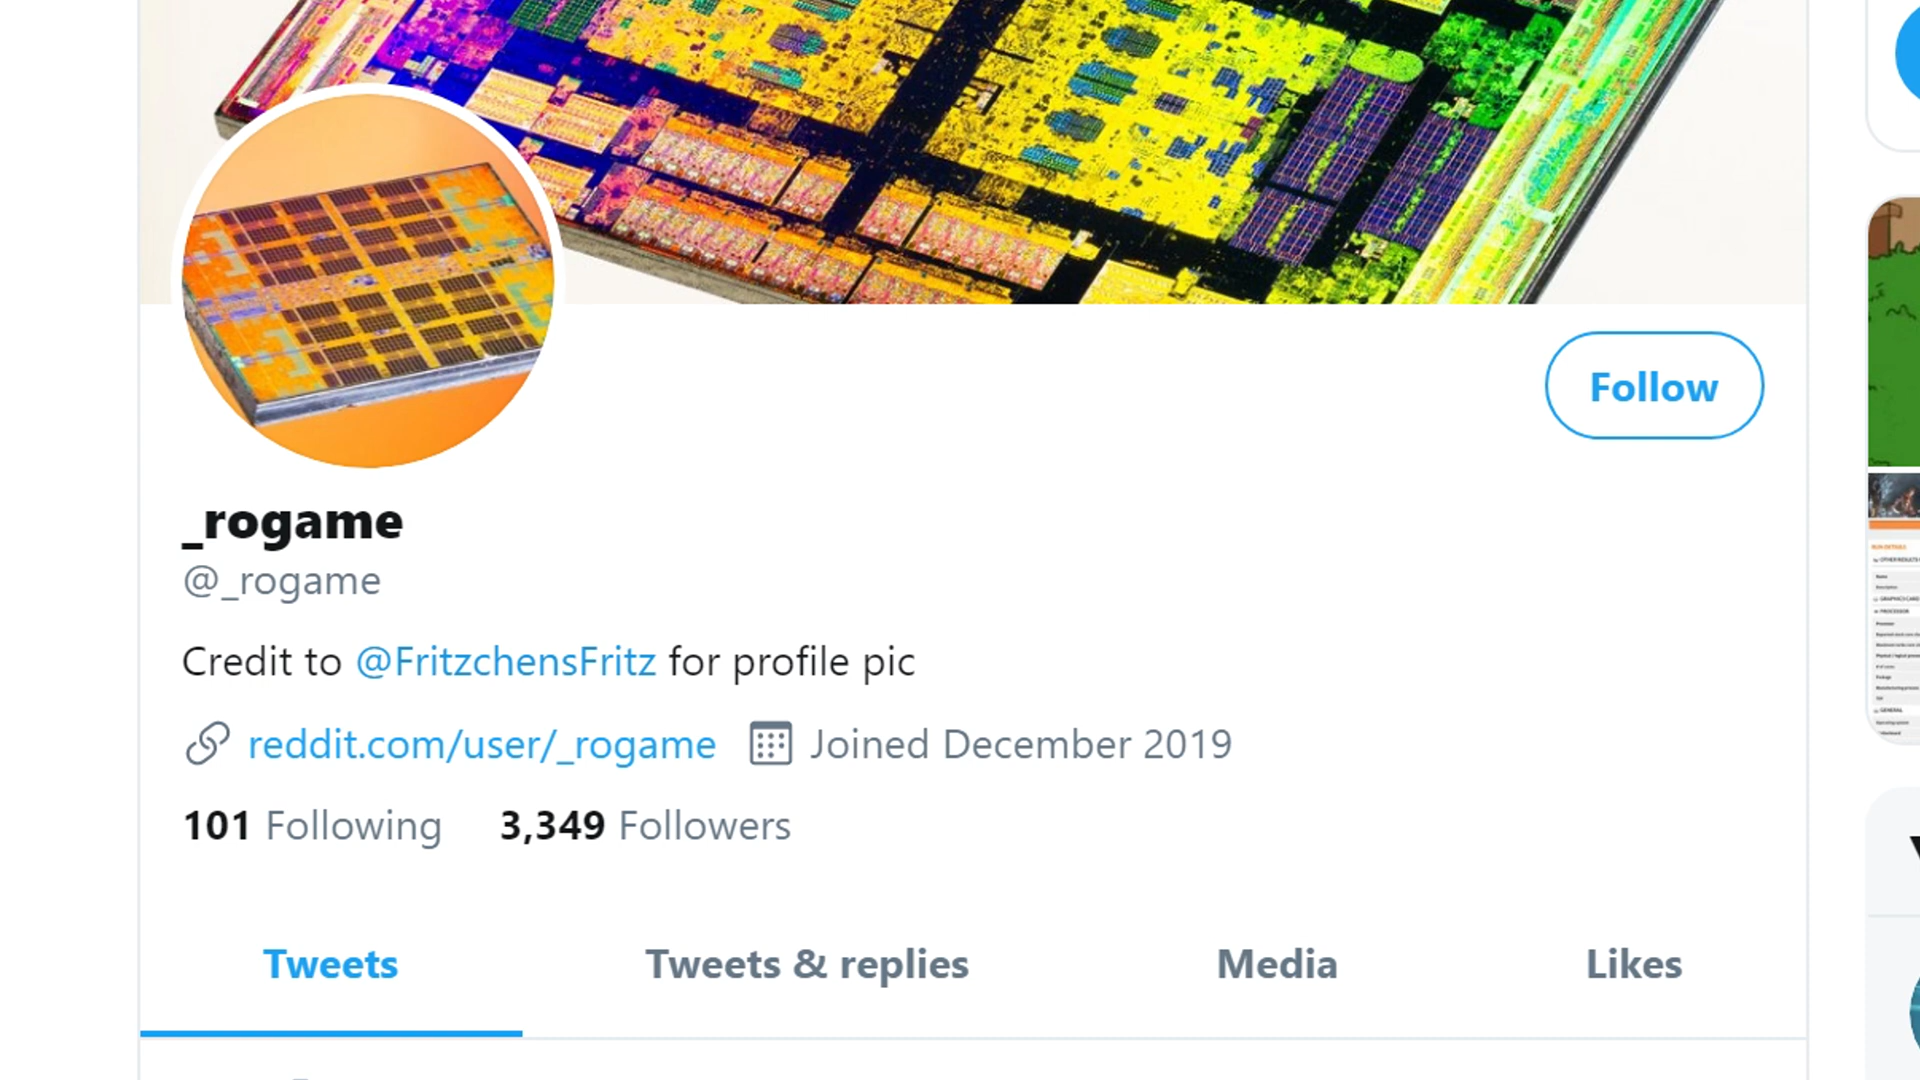 Follow
_rogame
@_rogame
Credit to @FritzchensFritz for profile pic
reddit.com/user/_rogame Joined December 2019
101 Following 3,349 Followers
Tweets Tweets & replies Media Likes